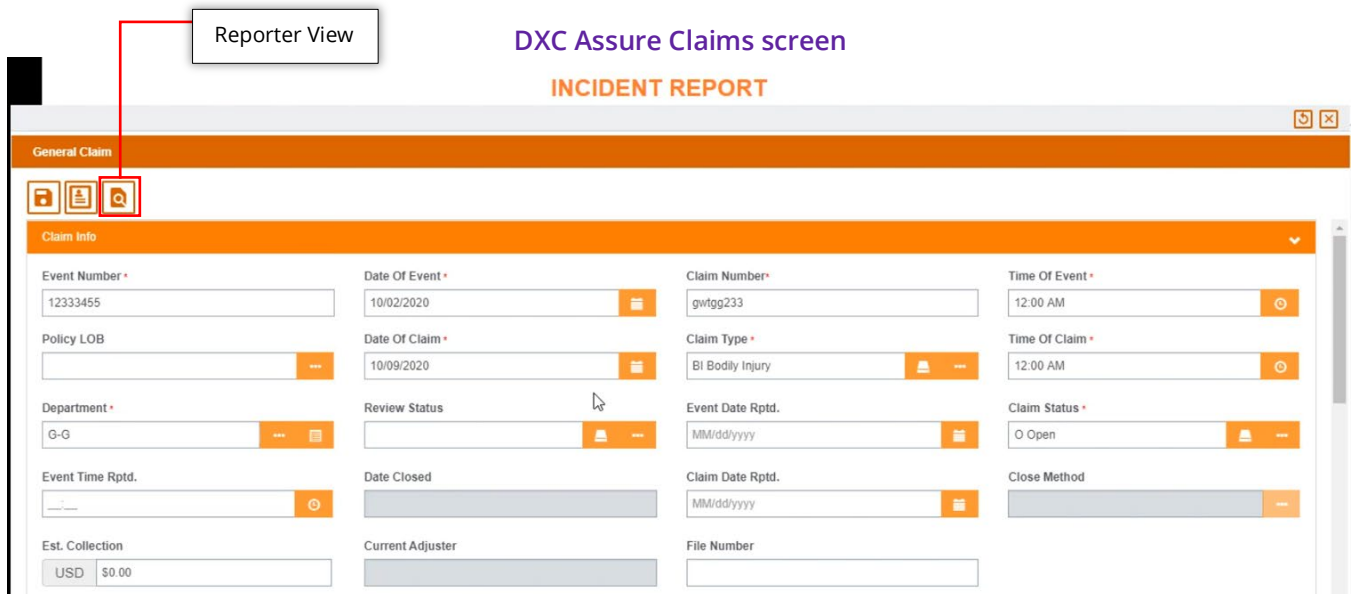 Reporter View
DXC Assure Claims screen
INCIDENT REPORT
General Claim
Claim Info
Event Number * Date Of Event * Claim Number* Time Of Event *
12333455 10/02/2020 gwtgg233 12:00 AM
Policy LOB Date Of Claim * Claim Type * Time Of Claim *
10/09/2020 BI Bodily Injury 12:00 AM
Department * Review Status Event Date Rptd. Claim Status *
G-G MM/dd/yyyy O Open
Event Time Rptd. Date Closed Claim Date Rptd. Close Method
__:__ MM/dd/yyyy
Est. Collection Current Adjuster File Number
USD $0.00